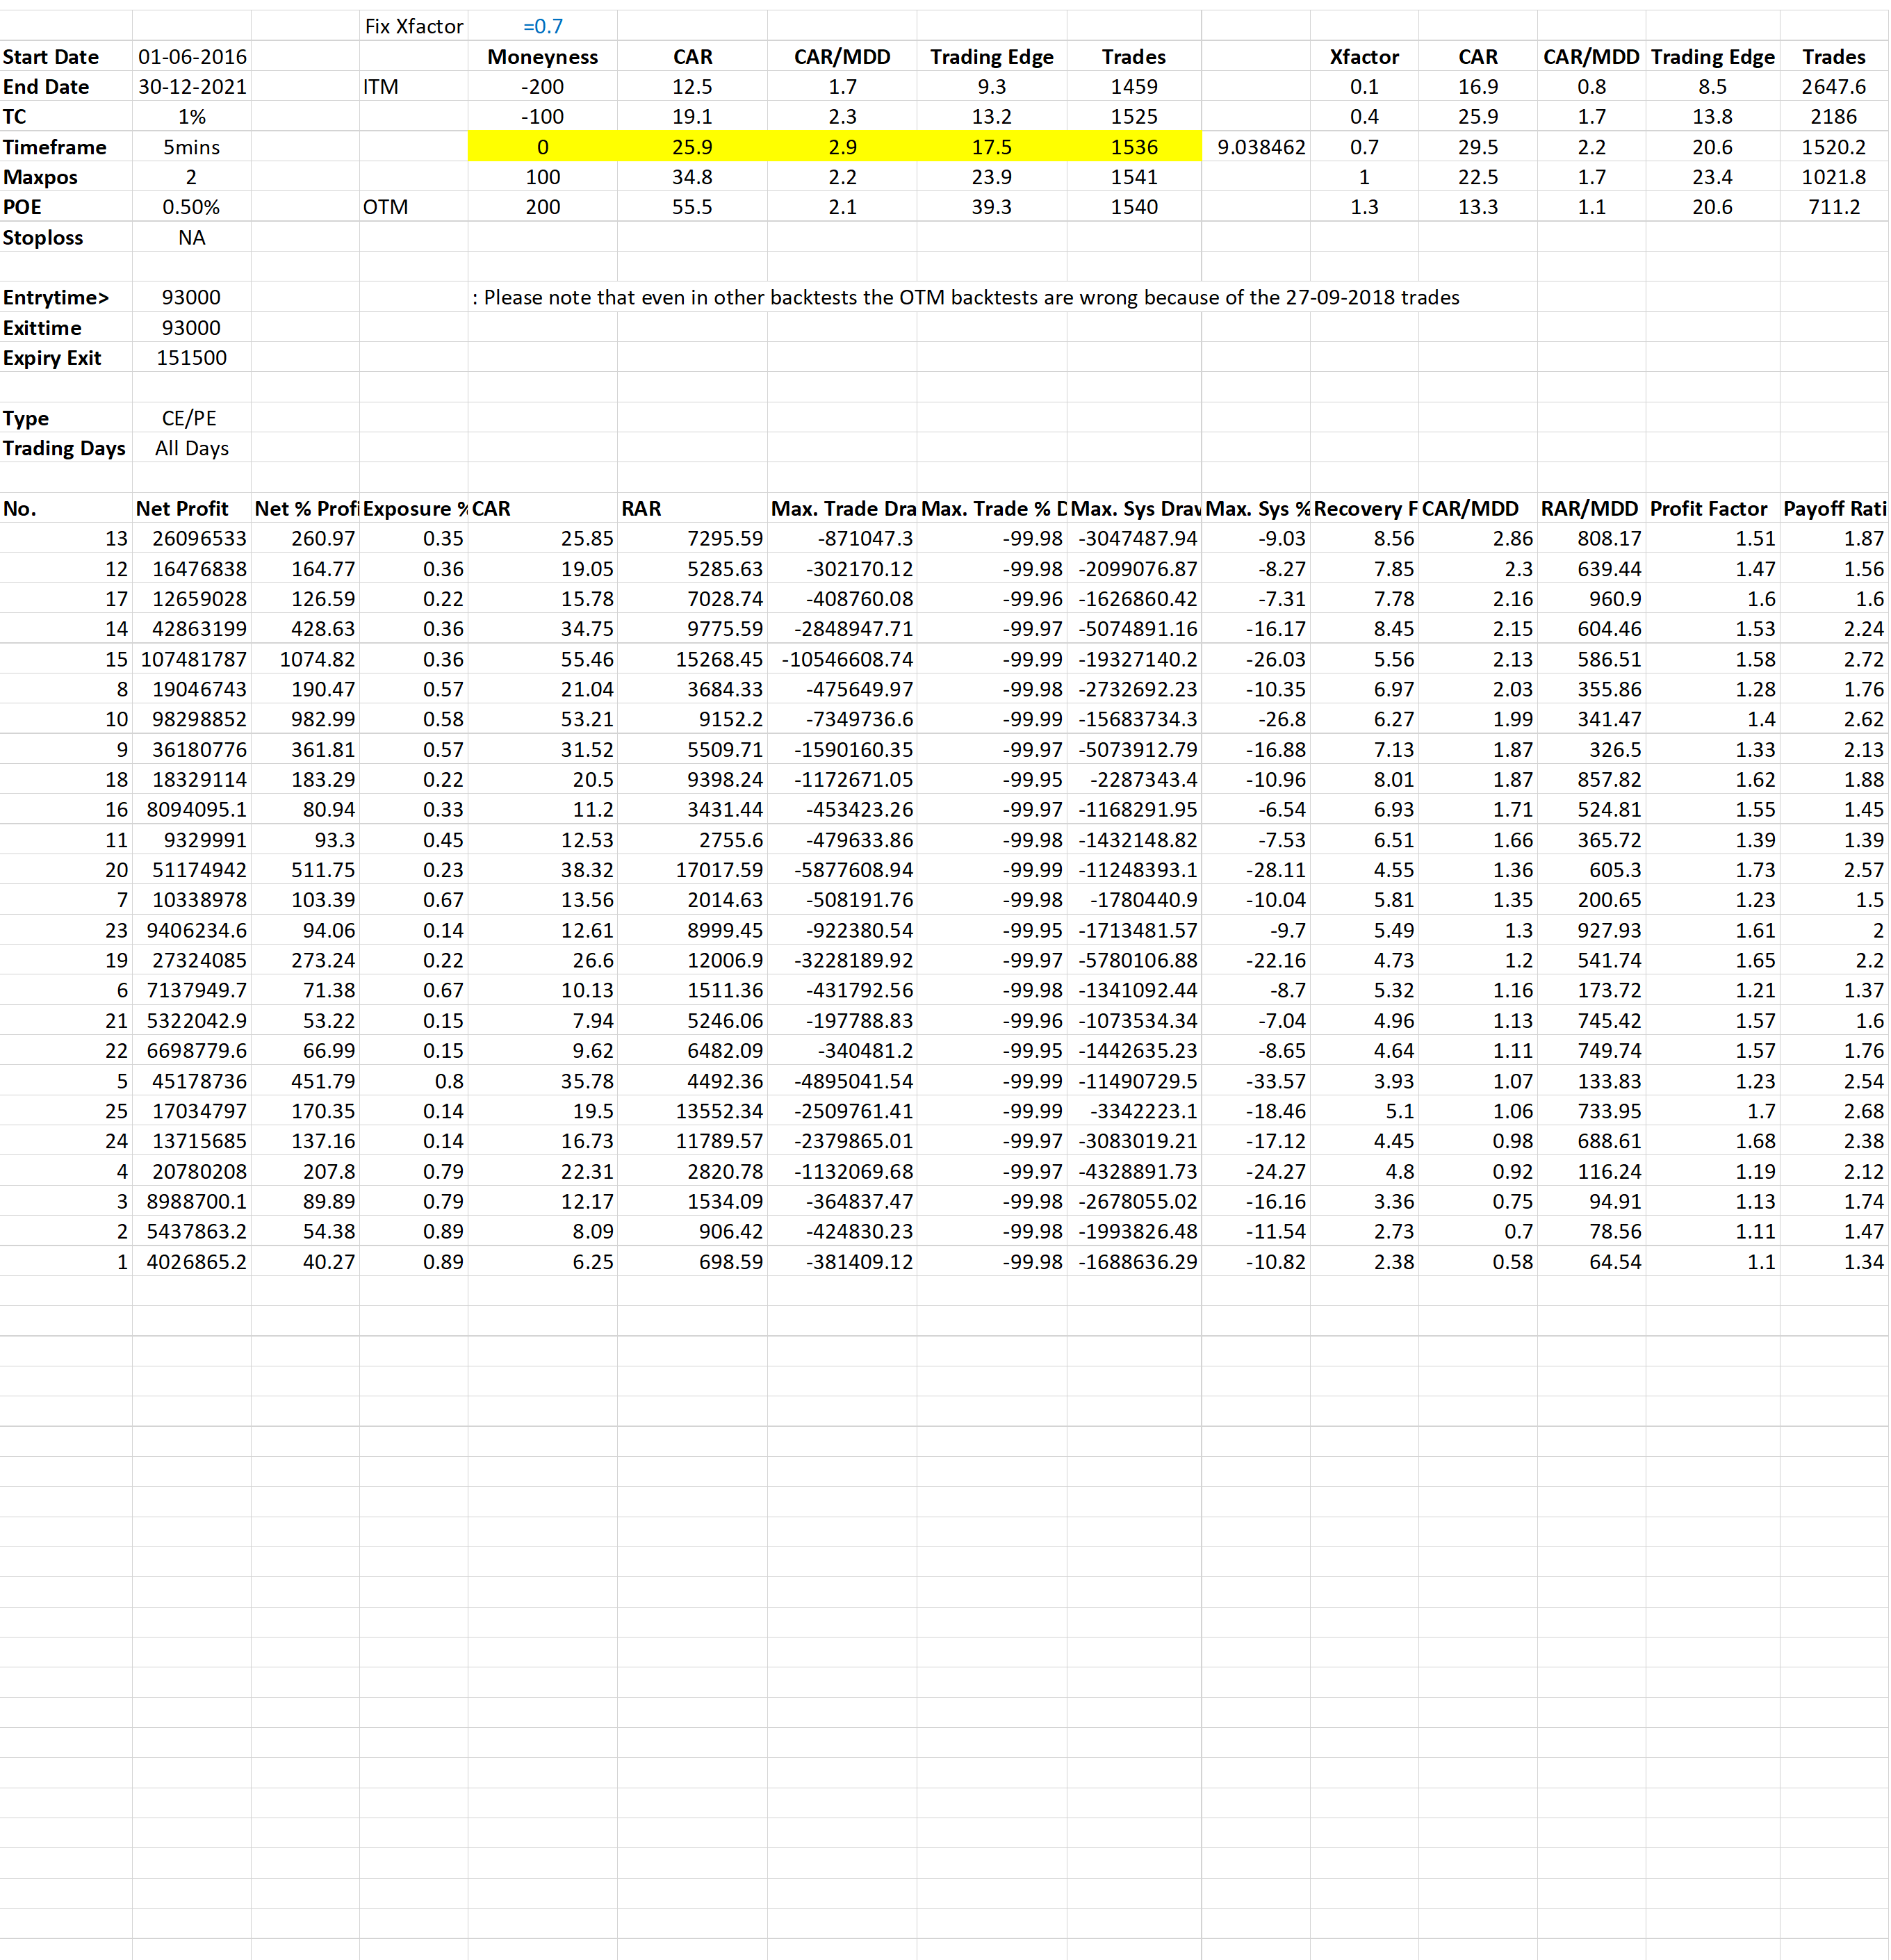 Fix Xfactor =0.7
Start Date 01-06-2016 Moneyness CAR CAR/MDD Trading Edge Trades Xfactor CAR CAR/MDD Trading Edge Trades
End Date 30-12-2021 ITM -200 12.5 1.7 9.3 1459 0.1 16.9 0.8 8.5 2647.6
TC 1% -100 19.1 2.3 13.2 1525 0.4 25.9 1.7 13.8 2186
Timeframe 5mins 0 25.9 2.9 17.5 1536 9.038462 0.7 29.5 2.2 20.6 1520.2
Maxpos 2 100 34.8 2.2 23.9 1541 1 22.5 1.7 23.4 1021.8
POE 0.50% OTM 200 55.5 2.1 39.3 1540 1.3 13.3 1.1 20.6 711.2
Stoploss NA
Entrytime> 93000 : Please note that even in other backtests the OTM backtests are wrong because of the 27-09-2018 trades
Exittime 93000
Expiry Exit 151500
Type CE/PE
Trading Days All Days
No. Net Profit Net % Profi Exposure % CAR RAR Max. Trade Dra Max. Trade % D Max. Sys Drav Max. Sys % Recovery F CAR/MDD RAR/MDD Profit Factor Payoff Rati
13 26096533 260.97 0.35 25.85 7295.59 -871047.3 -99.98 -3047487.94 -9.03 8.56 2.86 808.17 1.51 1.87
12 16476838 164.77 0.36 19.05 5285.63 -302170.12 -99.98 -2099076.87 -8.27 7.85 2.3 639.44 1.47 1.56
17 12659028 126.59 0.22 15.78 7028.74 -408760.08 -99.96 -1626860.42 -7.31 7.78 2.16 960.9 1.6 1.6
14 42863199 428.63 0.36 34.75 9775.59 -2848947.71 -99.97 -5074891.16 -16.17 8.45 2.15 604.46 1.53 2.24
15 107481787 1074.82 0.36 55.46 15268.45 -10546608.74 -99.99 -19327140.2 -26.03 5.56 2.13 586.51 1.58 2.72
8 19046743 190.47 0.57 21.04 3684.33 -475649.97 -99.98 -2732692.23 -10.35 6.97 2.03 355.86 1.28 1.76
10 98298852 982.99 0.58 53.21 9152.2 -7349736.6 -99.99 -15683734.3 -26.8 6.27 1.99 341.47 1.4 2.62
9 36180776 361.81 0.57 31.52 5509.71 -1590160.35 -99.97 -5073912.79 -16.88 7.13 1.87 326.5 1.33 2.13
18 18329114 183.29 0.22 20.5 9398.24 -1172671.05 -99.95 -2287343.4 -10.96 8.01 1.87 857.82 1.62 1.88
16 8094095.1 80.94 0.33 11.2 3431.44 -453423.26 -99.97 -1168291.95 -6.54 6.93 1.71 524.81 1.55 1.45
11 9329991 93.3 0.45 12.53 2755.6 -479633.86 -99.98 -1432148.82 -7.53 6.51 1.66 365.72 1.39 1.39
20 51174942 511.75 0.23 38.32 17017.59 -5877608.94 -99.99 -11248393.1 -28.11 4.55 1.36 605.3 1.73 2.57
7 10338978 103.39 0.67 13.56 2014.63 -508191.76 -99.98 -1780440.9 -10.04 5.81 1.35 200.65 1.23 1.5
23 9406234.6 94.06 0.14 12.61 8999.45 -922380.54 -99.95 -1713481.57 -9.7 5.49 1.3 927.93 1.61 2
19 27324085 273.24 0.22 26.6 12006.9 -3228189.92 -99.97 -5780106.88 -22.16 4.73 1.2 541.74 1.65 2.2
6 7137949.7 71.38 0.67 10.13 1511.36 -431792.56 -99.98 -1341092.44 -8.7 5.32 1.16 173.72 1.21 1.37
21 5322042.9 53.22 0.15 7.94 5246.06 -197788.83 -99.96 -1073534.34 -7.04 4.96 1.13 745.42 1.57 1.6
22 6698779.6 66.99 0.15 9.62 6482.09 -340481.2 -99.95 -1442635.23 -8.65 4.64 1.11 749.74 1.57 1.76
5 45178736 451.79 0.8 35.78 4492.36 -4895041.54 -99.99 -11490729.5 -33.57 3.93 1.07 133.83 1.23 2.54
25 17034797 170.35 0.14 19.5 13552.34 -2509761.41 -99.99 -3342223.1 -18.46 5.1 1.06 733.95 1.7 2.68
24 13715685 137.16 0.14 16.73 11789.57 -2379865.01 -99.97 -3083019.21 -17.12 4.45 0.98 688.61 1.68 2.38
4 20780208 207.8 0.79 22.31 2820.78 -1132069.68 -99.97 -4328891.73 -24.27 4.8 0.92 116.24 1.19 2.12
3 8988700.1 89.89 0.79 12.17 1534.09 -364837.47 -99.98 -2678055.02 -16.16 3.36 0.75 94.91 1.13 1.74
2 5437863.2 54.38 0.89 8.09 906.42 -424830.23 -99.98 -1993826.48 -11.54 2.73 0.7 78.56 1.11 1.47
1 4026865.2 40.27 0.89 6.25 698.59 -381409.12 -99.98 -1688636.29 -10.82 2.38 0.58 64.54 1.1 1.34